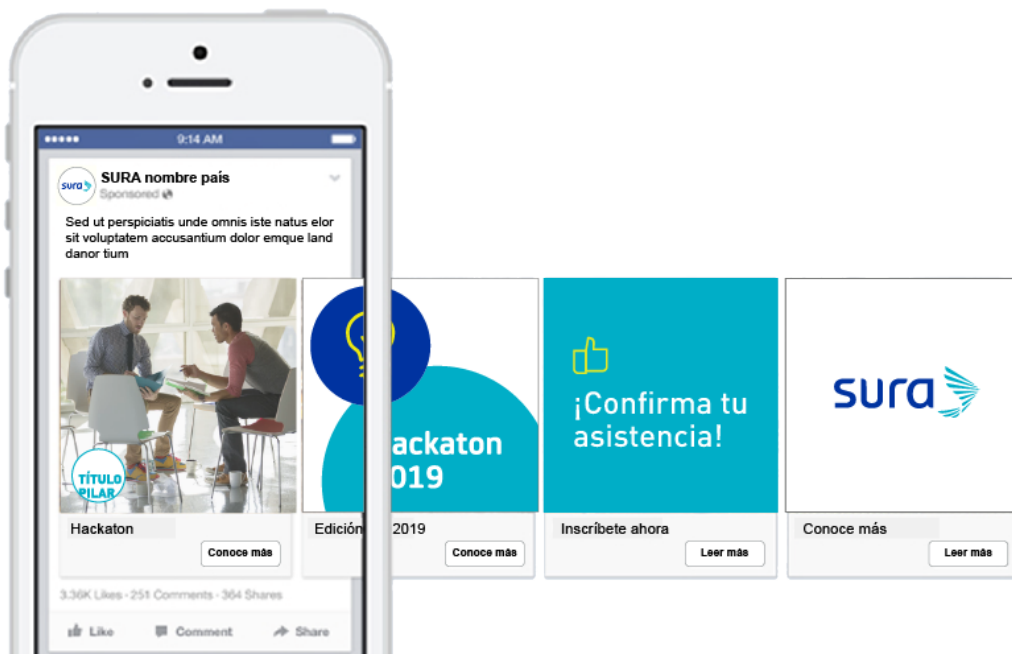 9:14 AM
sura
SURA nombre país
Sponsored
Sed ut perspiciatis unde omnis iste natus elor
sit voluptatem accusantium dolor emque land
danor tium
TÍTULO
PILAR
ackaton
019
¡Confirma tu
asistencia!
sura
Hackaton
Conoce más
Edición 2019
Conoce más
Inscríbete ahora
Leer más
Conoce más
Leer más
3.36K Likes - 251 Comments - 364 Shares
Like Comment Share